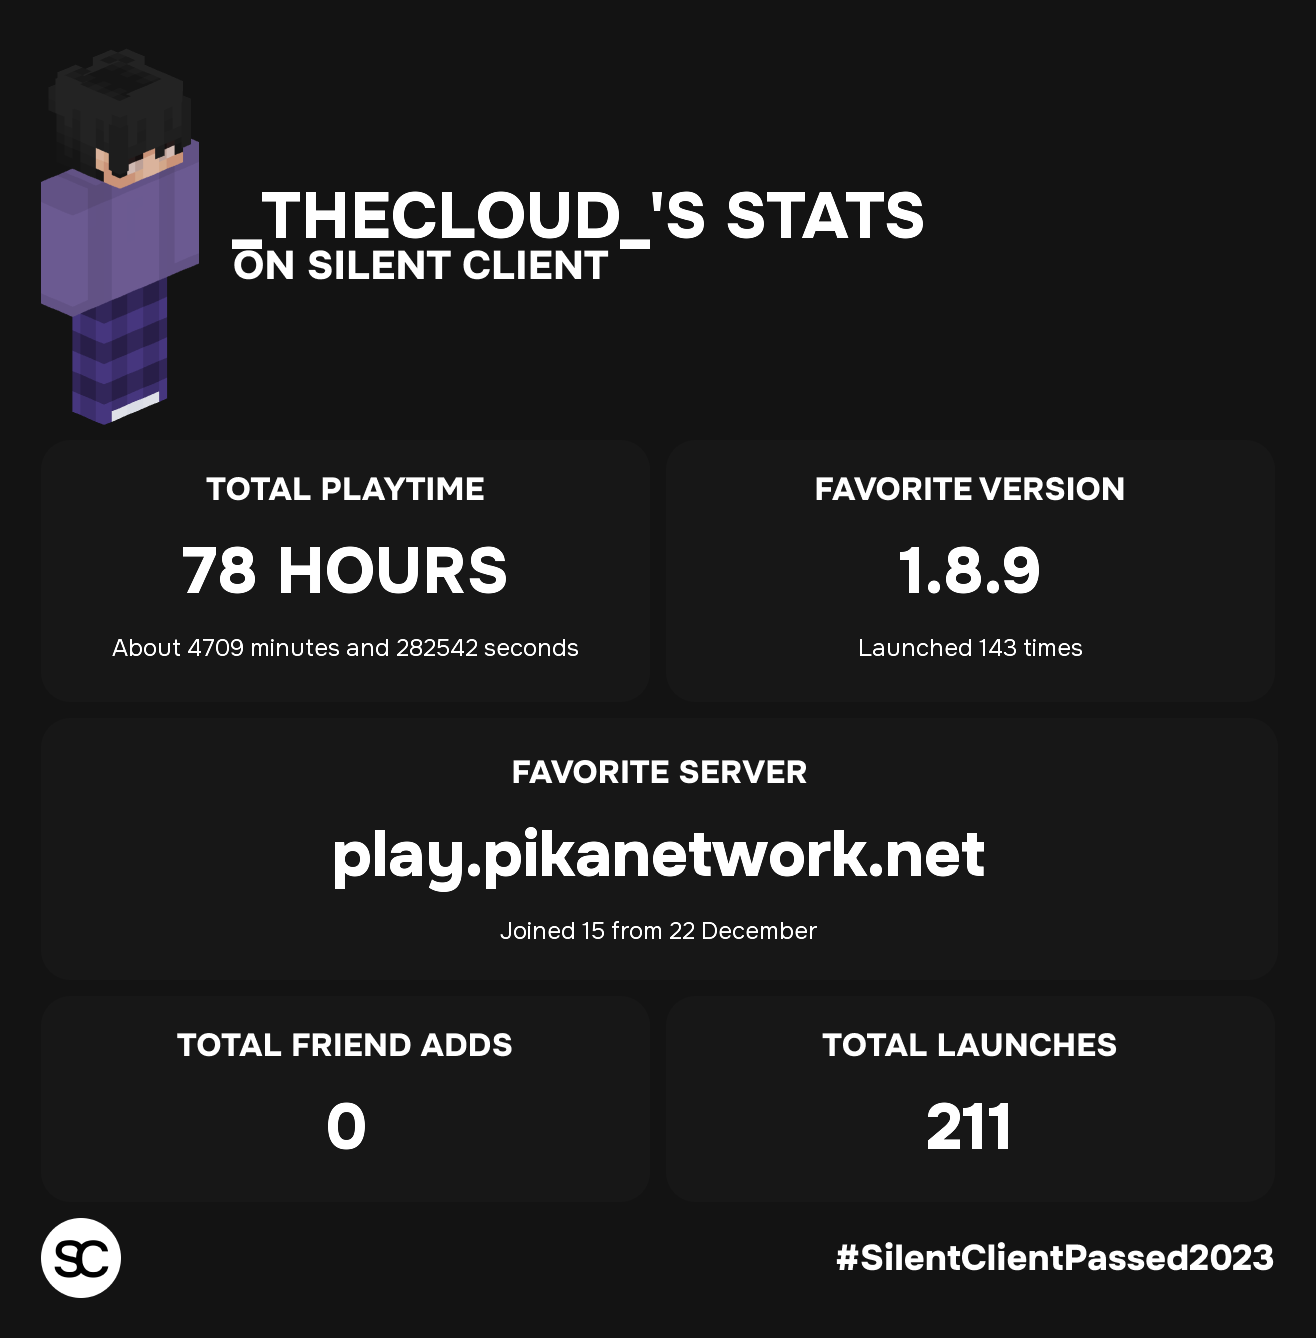 _THECLOUD_'S STATS
ON SILENT CLIENT
TOTAL PLAYTIME
78 HOURS
About 4709 minutes and 282542 seconds
FAVORITE VERSION
1.8.9
Launched 143 times
FAVORITE SERVER
play.pikanetwork.net
Joined 15 from 22 December
TOTAL FRIEND ADDS
0
TOTAL LAUNCHES
211
SC
#SilentClientPassed2023